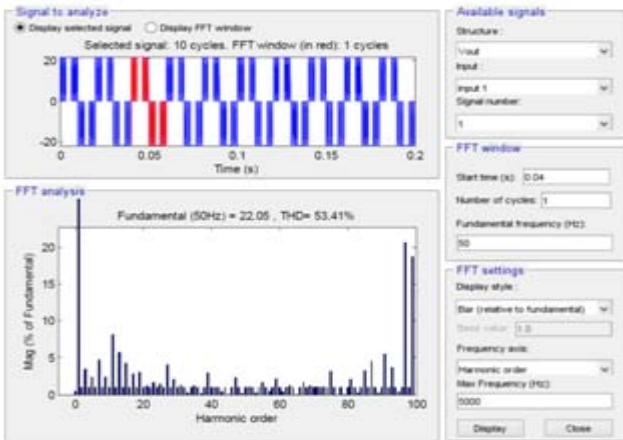 Signal to analyze
Display selected signal Display FFT window
Selected signal: 10 cycles. FFT window (in red): 1 cycles
20
0
-20
0 0.05 0.1 0.15 0.2
Time (s)
FFT analysis
Fundamental (50Hz) = 22.05 , THD= 53.41%
Mag (% of Fundamental)
20
15
10
5
0
0 20 40 60 80 100
Harmonic order
Available signals
Structure :
Vout
Input :
input 1
Signal number:
1
FFT window
Start time (s): 0.04
Number of cycles: 1
Fundamental frequency (Hz):
50
FFT settings
Display style :
Bar (relative to fundamental)
Base value: 1.0
Frequency axis:
Harmonic order
Max Frequency (Hz):
5000
Display Close